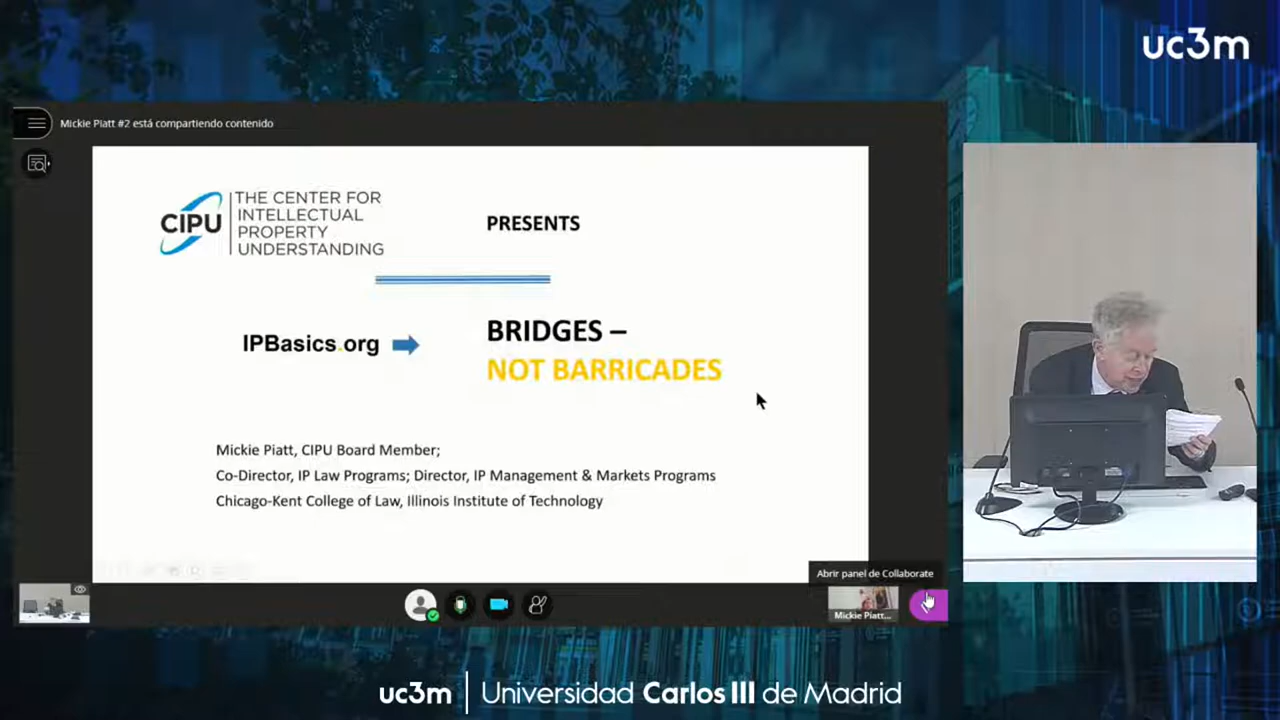 uc3m
Mickie Piatt #2 está compartiendo contenido
CIPU
THE CENTER FOR
INTELLECTUAL
PROPERTY
UNDERSTANDING
PRESENTS
IPBasics.org
BRIDGES –
NOT BARRICADES
Mickie Piatt, CIPU Board Member;
Co-Director, IP Law Programs; Director, IP Management & Markets Programs
Chicago-Kent College of Law, Illinois Institute of Technology
Abrir panel de Collaborate
Mickie Piatt...
uc3m | Universidad Carlos III de Madrid